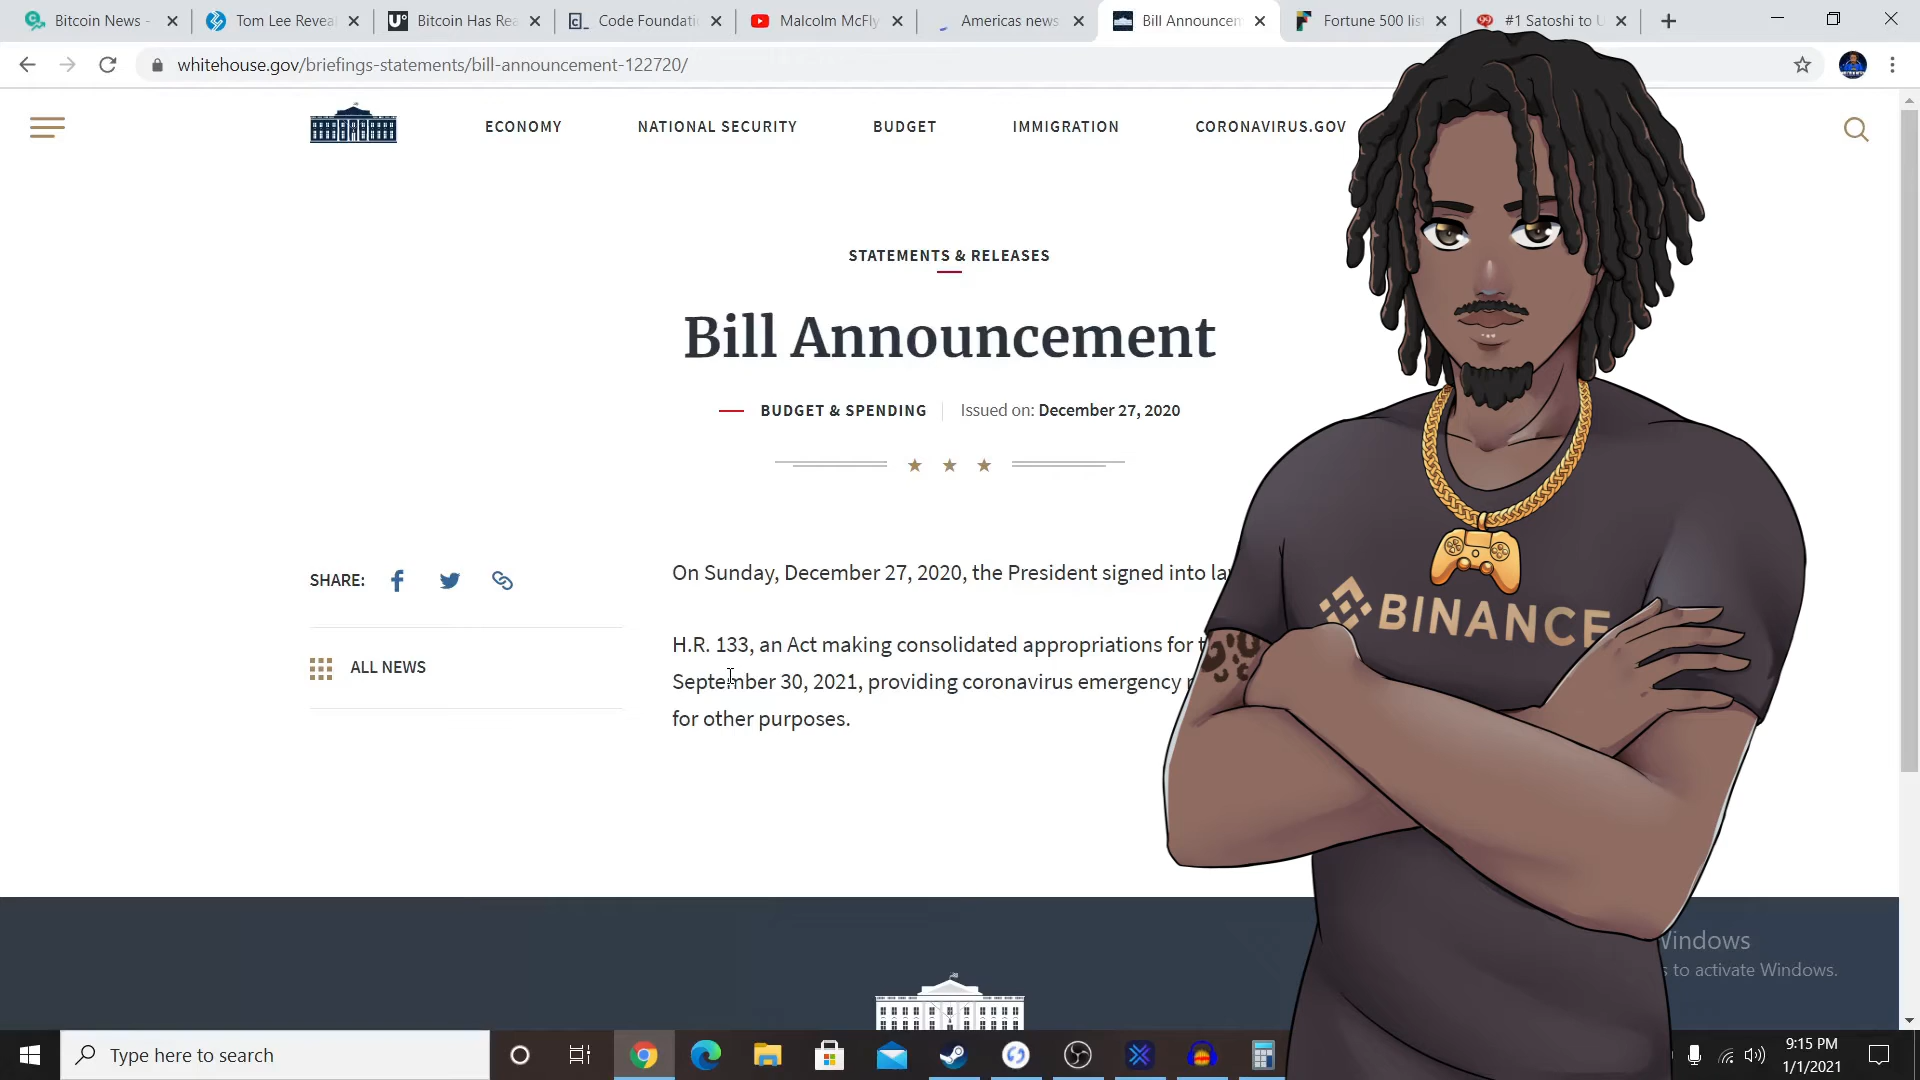 Bitcoin News -
Tom Lee Revea
Bitcoin Has Rea
Code Foundati
Malcolm McFly
Americas news
Bill Announcem
Fortune 500 list
#1 Satoshi to U
whitehouse.gov/briefings-statements/bill-announcement-122720/
ECONOMY
NATIONAL SECURITY
BUDGET
IMMIGRATION
CORONAVIRUS.GOV
STATEMENTS & RELEASES
Bill Announcement
BUDGET & SPENDING
Issued on: December 27, 2020
SHARE:
ALL NEWS
On Sunday, December 27, 2020, the President signed into la
H.R. 133, an Act making consolidated appropriations for t
September 30, 2021, providing coronavirus emergency
for other purposes.
BINANCE
Windows
s to activate Windows.
Type here to search
9:15 PM
1/1/2021